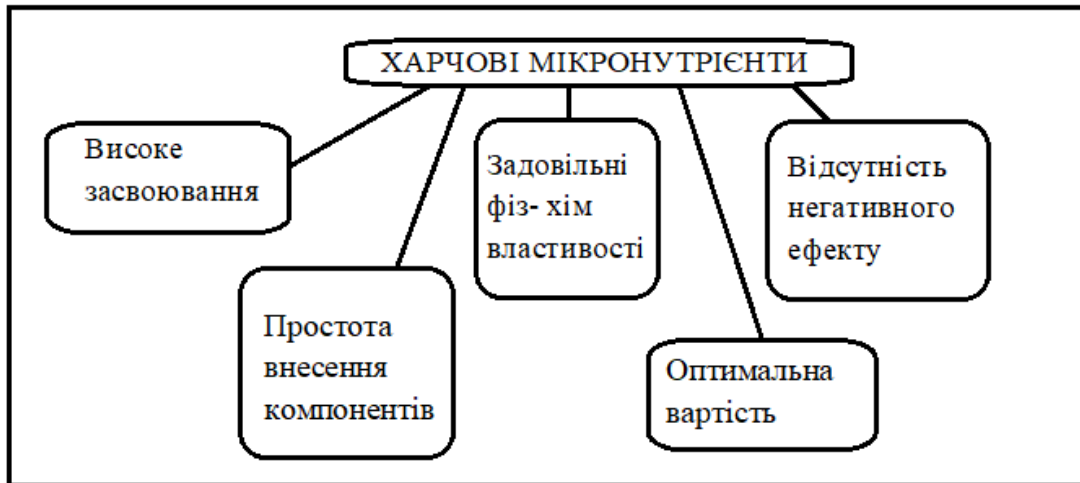 ХАРЧОВІ МІКРОНУТРІЄНТИ
Високе
засвоювання
Задовільні
фіз- хім
властивості
Відсутність
негативного
ефекту
Простота
внесення
компонентів
Оптимальна
вартість